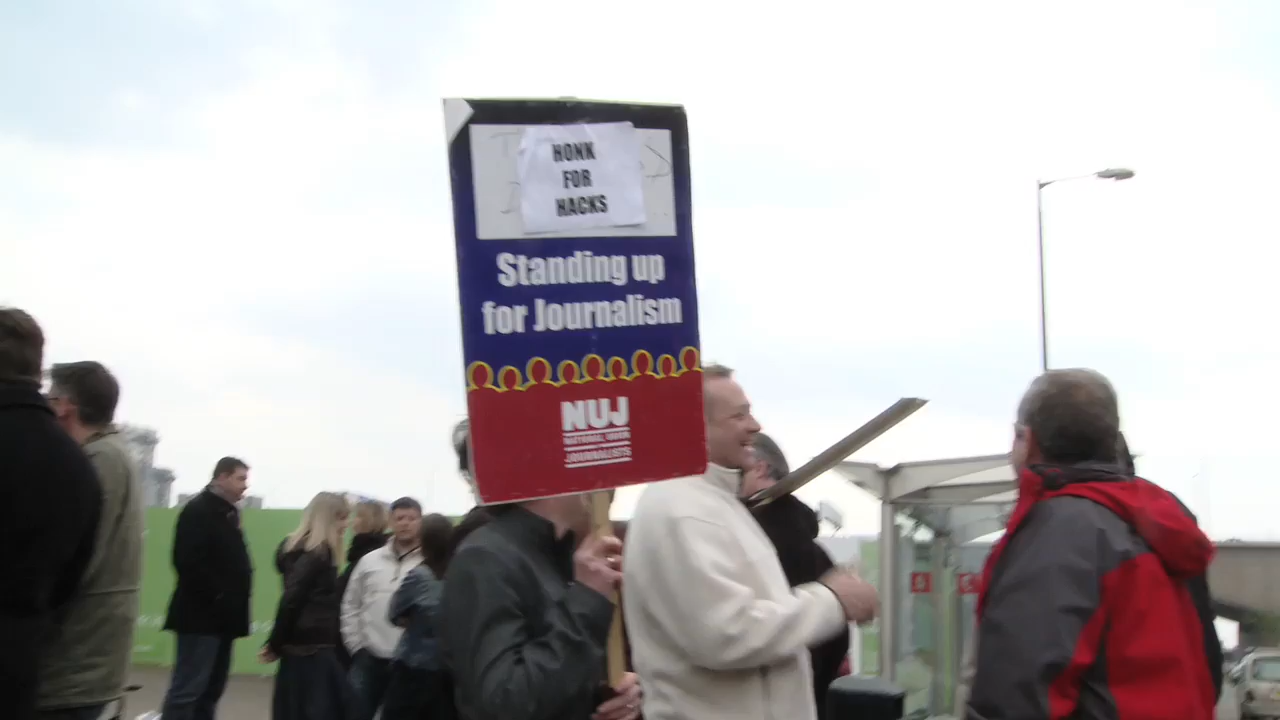 HONK
FOR
HACKS
Standing up
for Journalism
NUJ
NATIONAL UNION
JOURNALISTS